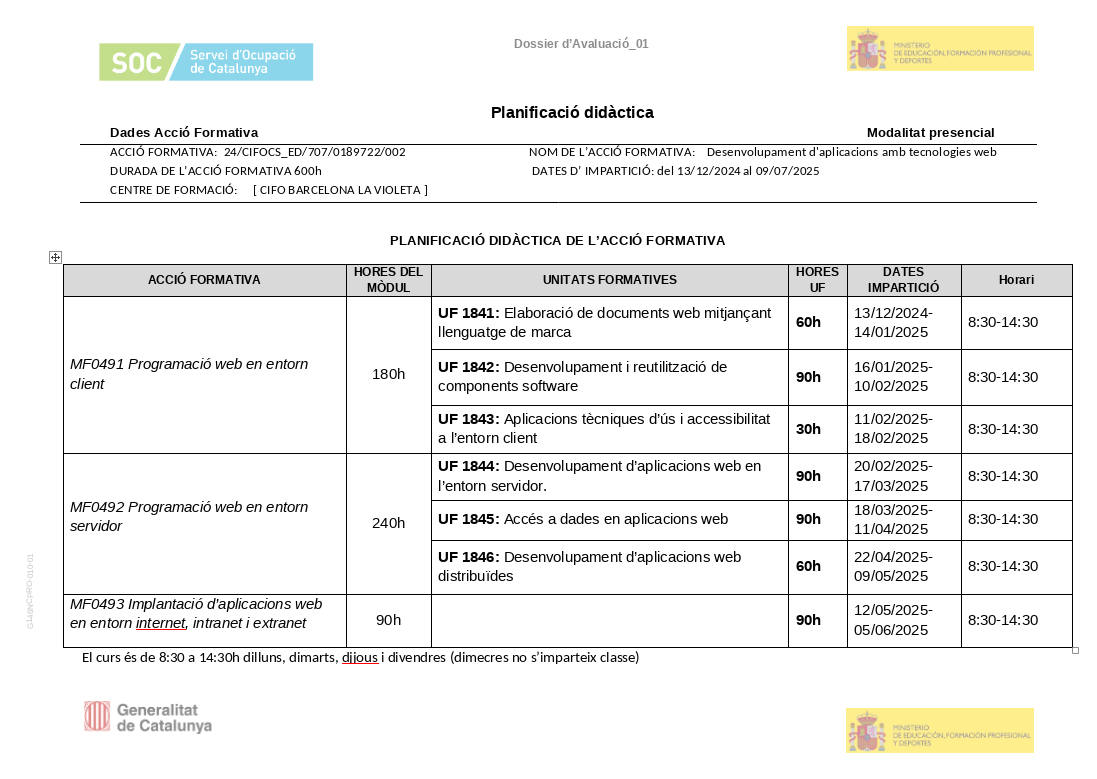 SOC Servei d'Ocupació
de Catalunya
Dossier d'Avaluació_01
MINISTERIO
DE EDUCACIÓN, FORMACIÓN PROFESIONAL
Y DEPORTES
Planificació didàctica
Dades Acció Formativa Modalitat presencial
ACCIÓ FORMATIVA: 24/CIFOCS_ED/707/0189722/002 NOM DE L'ACCIÓ FORMATIVA: Desenvolupament d'aplicacions amb tecnologies web
DURADA DE L'ACCIÓ FORMATIVA 600h DATES D' IMPARTICIÓ: del 13/12/2024 al 09/07/2025
CENTRE DE FORMACIÓ: [ CIFO BARCELONA LA VIOLETA ]
PLANIFICACIÓ DIDÀCTICA DE L'ACCIÓ FORMATIVA
ACCIÓ FORMATIVA
HORES DEL
MÒDUL
UNITATS FORMATIVES
HORES
UF
DATES
IMPARTICIÓ
Horari
MF0491 Programació web en entorn
client
180h
UF 1841: Elaboració de documents web mitjançant
llenguatge de marca
60h
13/12/2024-
14/01/2025
8:30-14:30
UF 1842: Desenvolupament i reutilització de
components software
90h
16/01/2025-
10/02/2025
8:30-14:30
UF 1843: Aplicacions tècniques d'ús i accessibilitat
a l'entorn client
30h
11/02/2025-
18/02/2025
8:30-14:30
MF0492 Programació web en entorn
servidor
240h
UF 1844: Desenvolupament d'aplicacions web en
l'entorn servidor.
90h
20/02/2025-
17/03/2025
8:30-14:30
UF 1845: Accés a dades en aplicacions web
90h
18/03/2025-
11/04/2025
8:30-14:30
UF 1846: Desenvolupament d'aplicacions web
distribuïdes
60h
22/04/2025-
09/05/2025
8:30-14:30
MF0493 Implantació d'aplicacions web
en entorn internet, intranet i extranet
90h
90h
12/05/2025-
05/06/2025
8:30-14:30
El curs és de 8:30 a 14:30h dilluns, dimarts, djjous i divendres (dimecres no s'imparteix classe)
G146NCPRO-010-01
Generalitat
de Catalunya
MINISTERIO
DE EDUCACIÓN, FORMACIÓN PROFESIONAL
Y DEPORTES